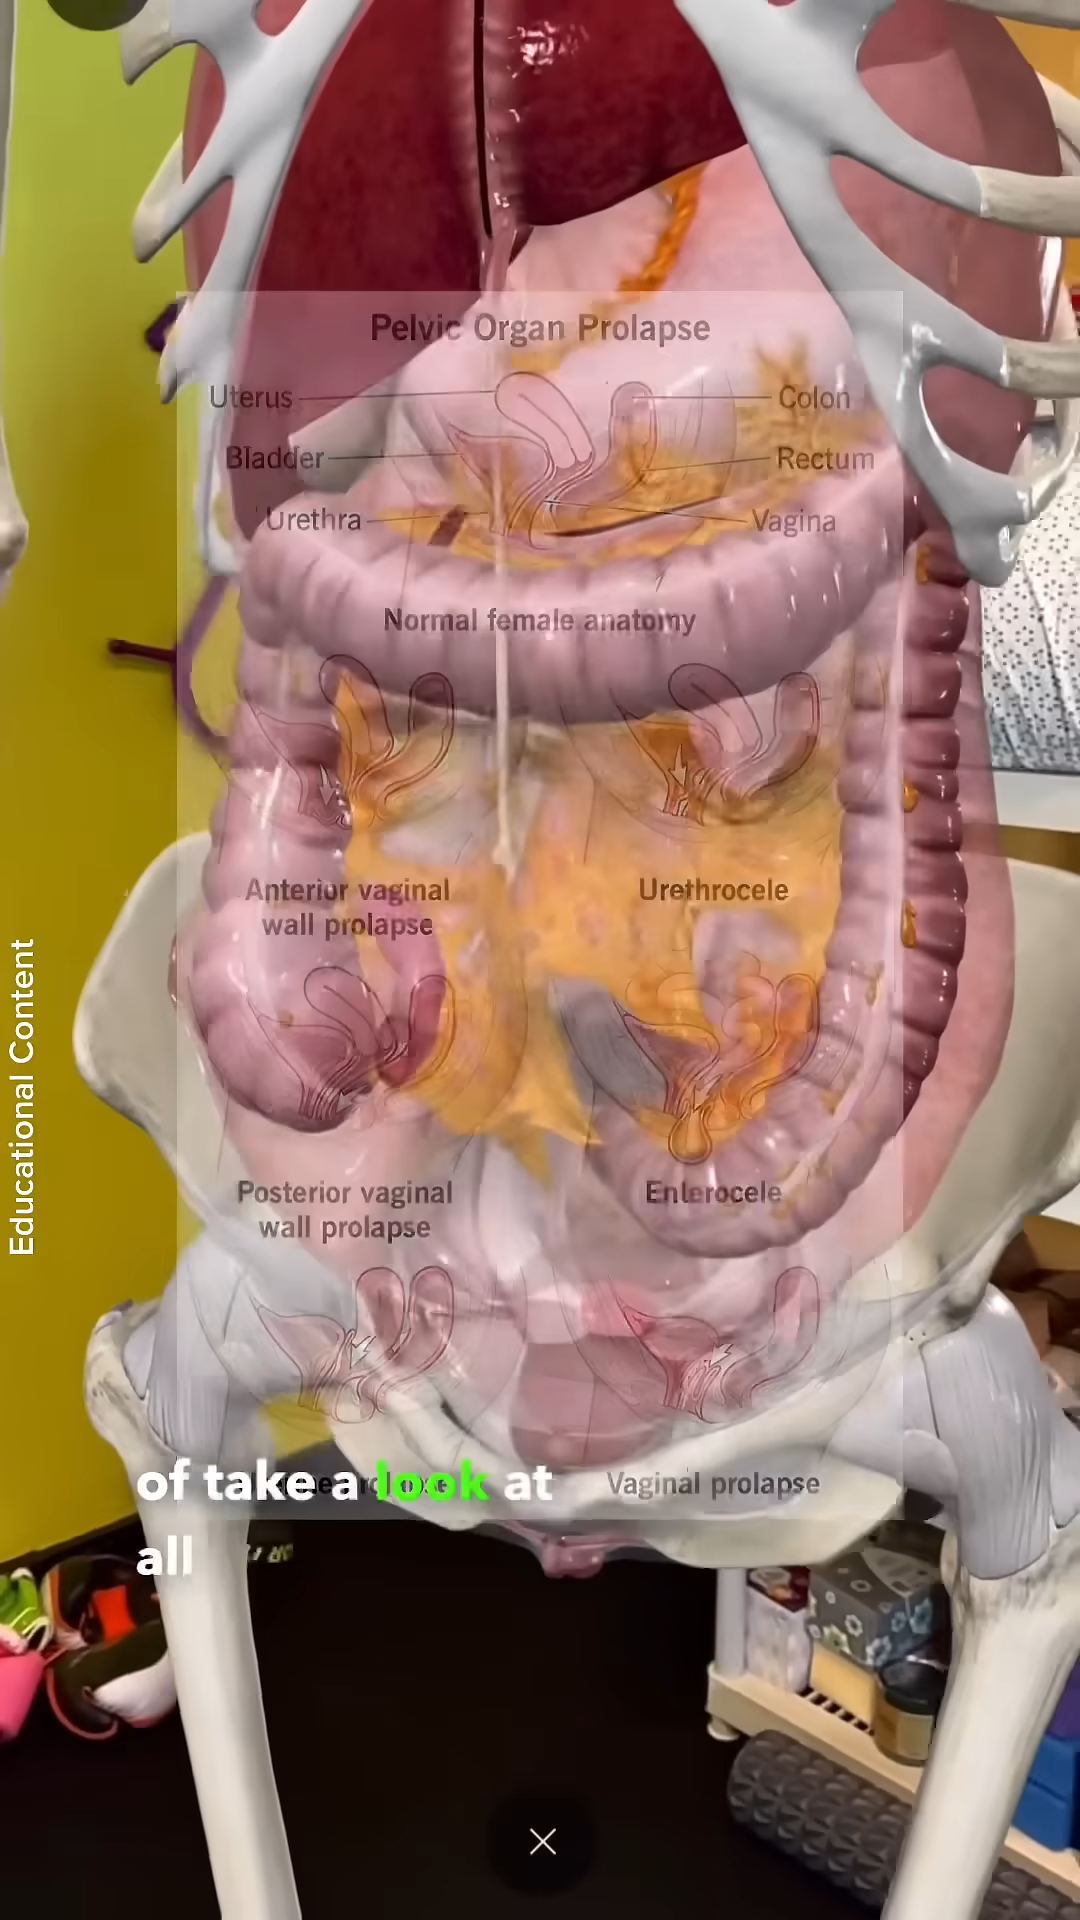 Pelvic Organ Prolapse
Uterus
Colon
Bladder
Rectum
Urethra
Vagina
Normal female anatomy
Anterior vaginal
wall prolapse
Urethrocele
Educational Content
Posterior vaginal
wall prolapse
Enterocele
Vaginal prolapse
of take a look at
all